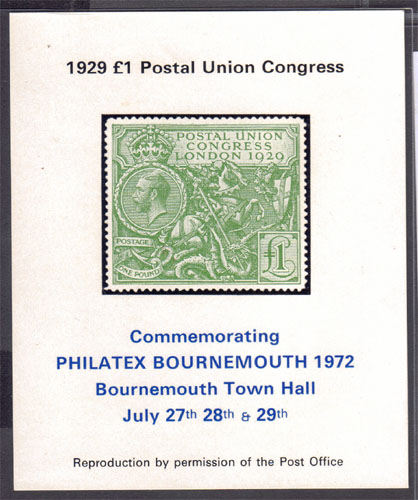 1929 £1 Postal Union Congress
POSTAL UNION
CONGRESS
LONDON 1929
POSTAGE
ONE POUND
£1
Commemorating
PHILATEX BOURNEMOUTH 1972
Bournemouth Town Hall
July 27th 28th & 29th
Reproduction by permission of the Post Office